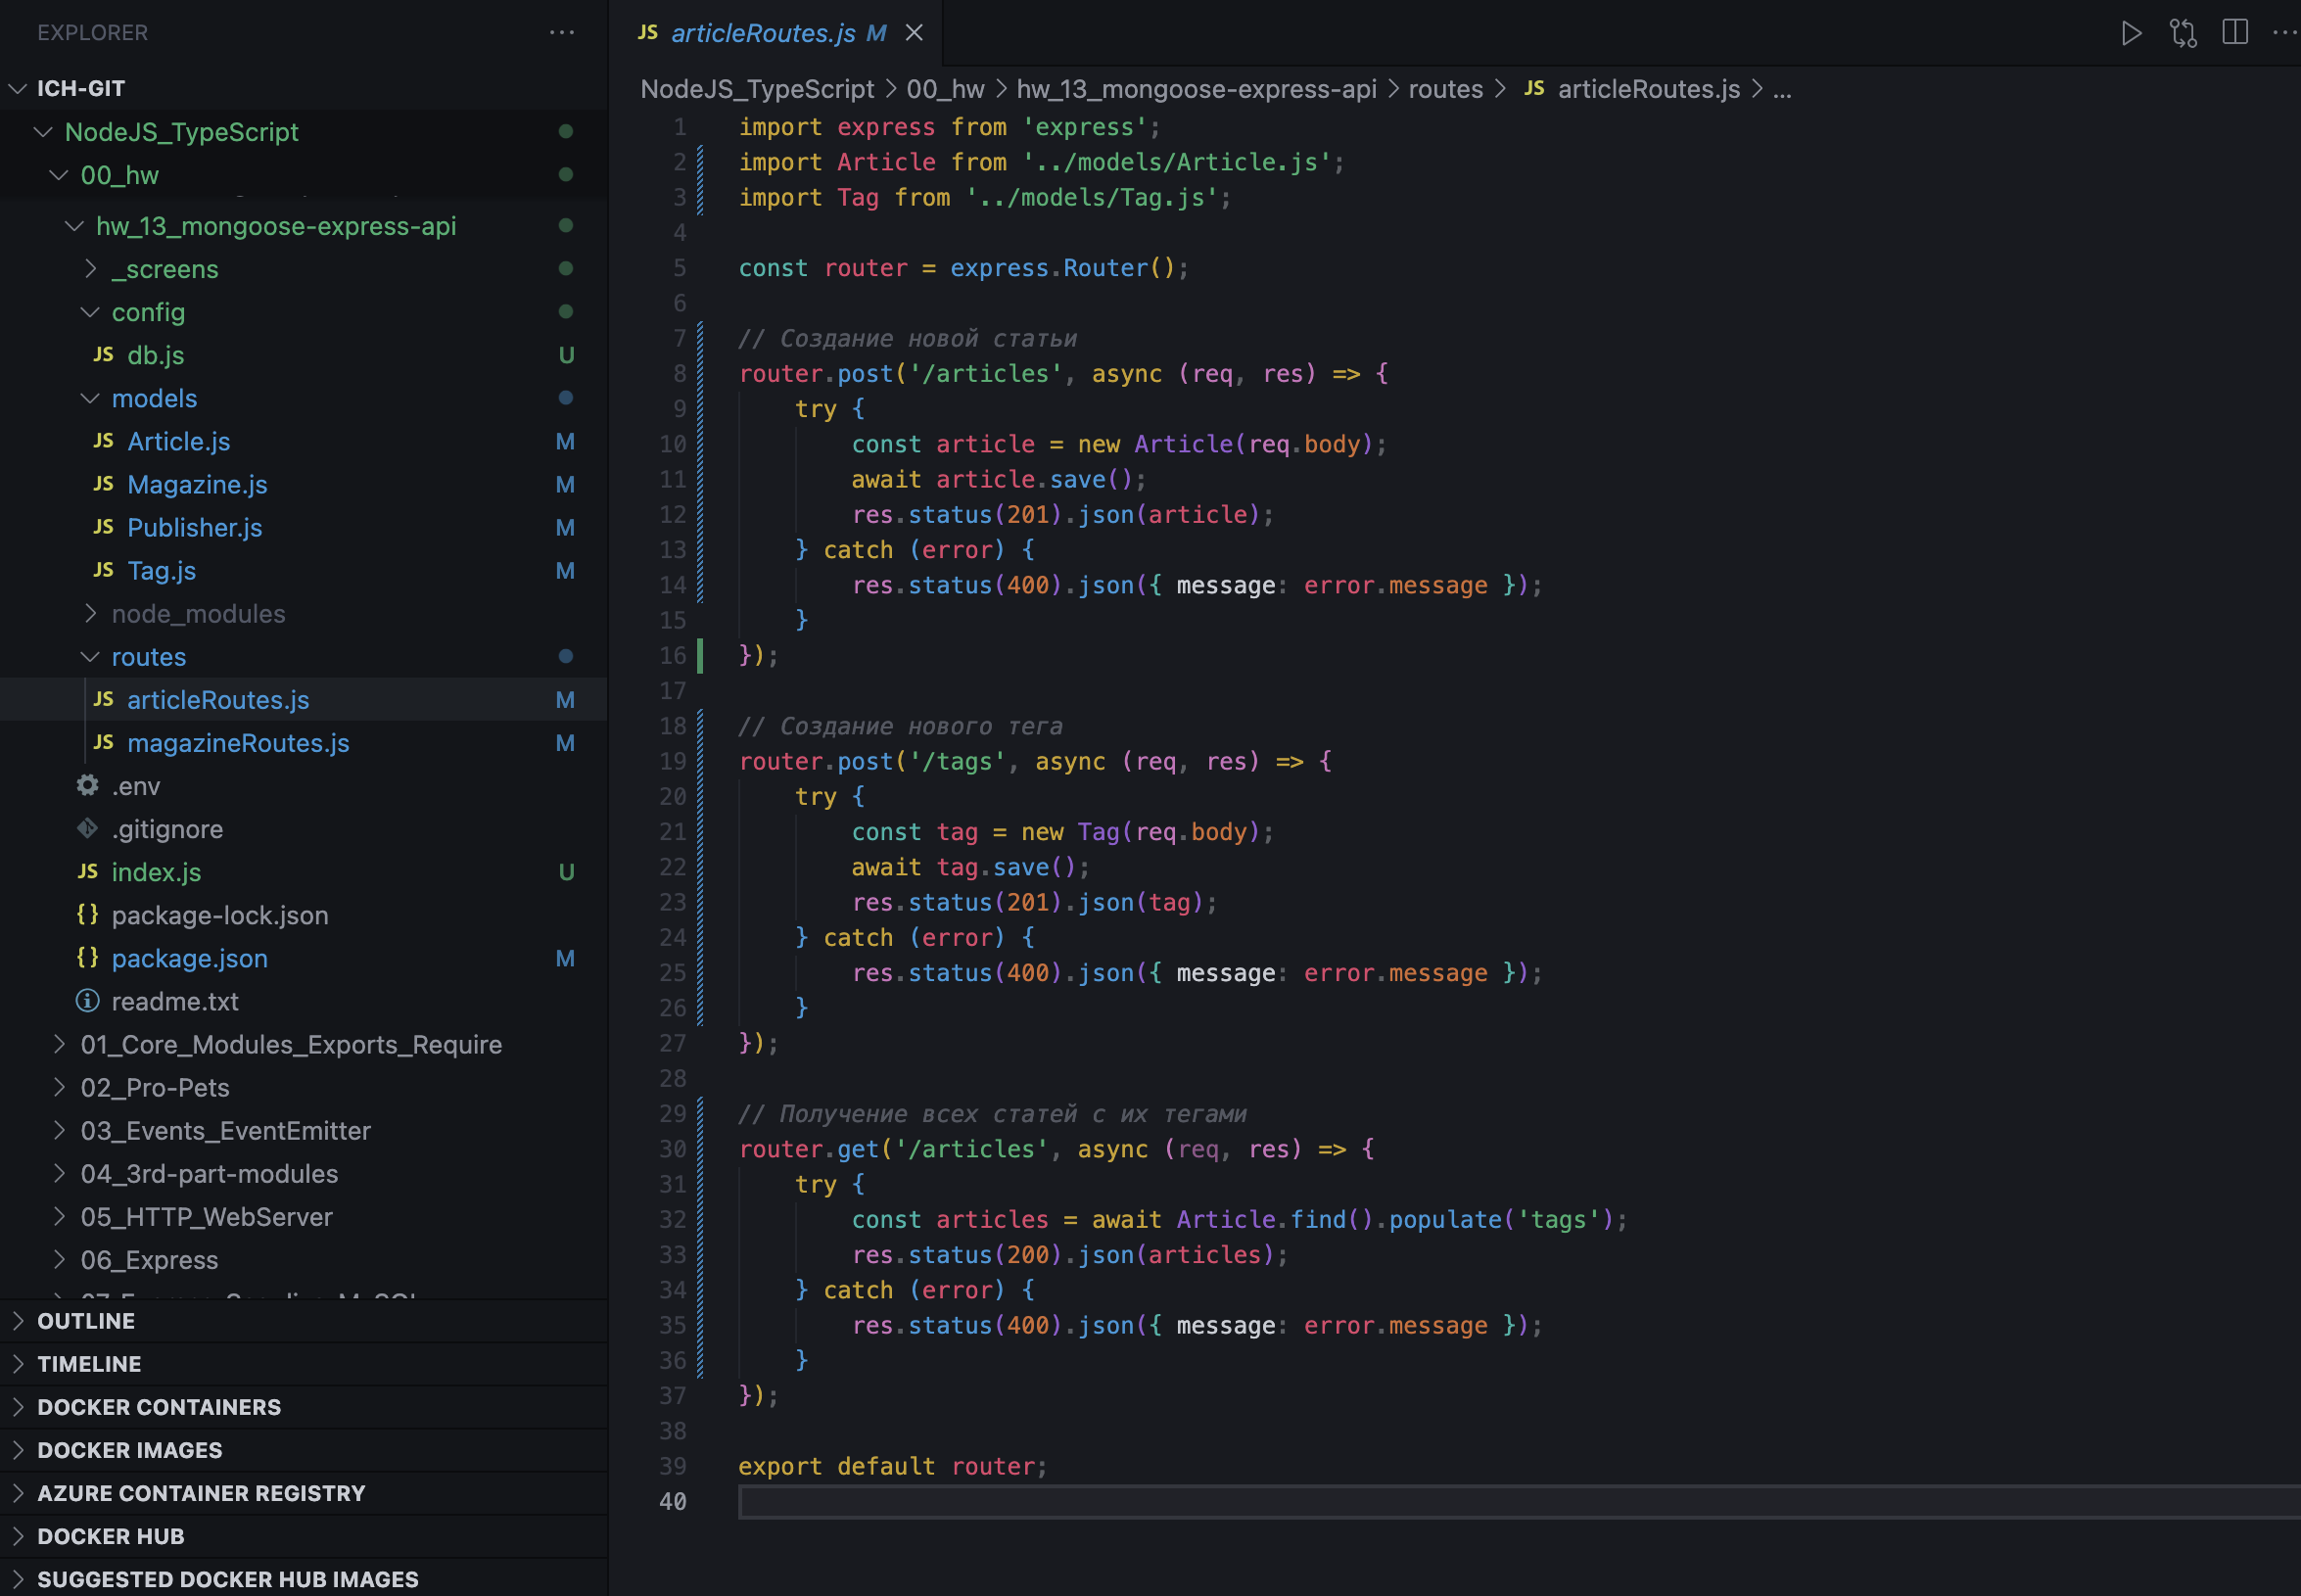 EXPLORER
ICH-GIT
NodeJS_TypeScript
00_hw
hw_13_mongoose-express-api
_screens
config
JS db.js U
models
JS Article.js M
JS Magazine.js M
JS Publisher.js M
JS Tag.js M
node_modules
routes
JS articleRoutes.js M
JS magazineRoutes.js M
.env
.gitignore
JS index.js U
{} package-lock.json
{} package.json M
readme.txt
01_Core_Modules_Exports_Require
02_Pro-Pets
03_Events_EventEmitter
04_3rd-part-modules
05_HTTP_WebServer
06_Express
OUTLINE
TIMELINE
DOCKER CONTAINERS
DOCKER IMAGES
AZURE CONTAINER REGISTRY
DOCKER HUB
SUGGESTED DOCKER HUB IMAGES
JS articleRoutes.js M
NodeJS_TypeScript > 00_hw > hw_13_mongoose-express-api > routes > JS articleRoutes.js > ...
1 import express from 'express';
2 import Article from '../models/Article.js';
3 import Tag from '../models/Tag.js';
4
5 const router = express.Router();
6
7 // Создание новой статьи
8 router.post('/articles', async (req, res) => {
9 try {
10 const article = new Article(req.body);
11 await article.save();
12 res.status(201).json(article);
13 } catch (error) {
14 res.status(400).json({ message: error.message });
15 }
16 });
17
18 // Создание нового тега
19 router.post('/tags', async (req, res) => {
20 try {
21 const tag = new Tag(req.body);
22 await tag.save();
23 res.status(201).json(tag);
24 } catch (error) {
25 res.status(400).json({ message: error.message });
26 }
27 });
28
29 // Получение всех статей с их тегами
30 router.get('/articles', async (req, res) => {
31 try {
32 const articles = await Article.find().populate('tags');
33 res.status(200).json(articles);
34 } catch (error) {
35 res.status(400).json({ message: error.message });
36 }
37 });
38
39 export default router;
40